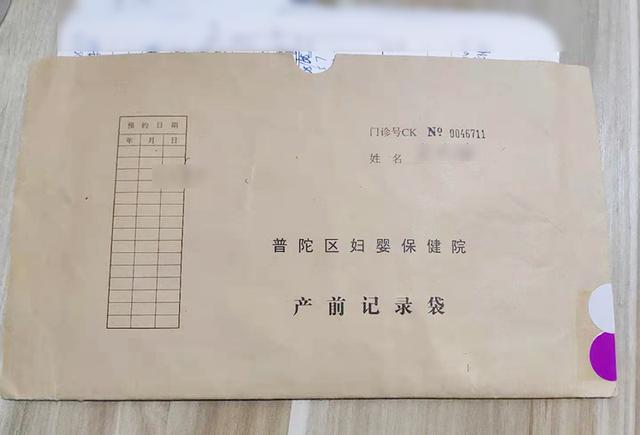 预约日期
年 月 日
门诊号CK № 0046711
姓名
普陀区妇婴保健院
产前记录袋